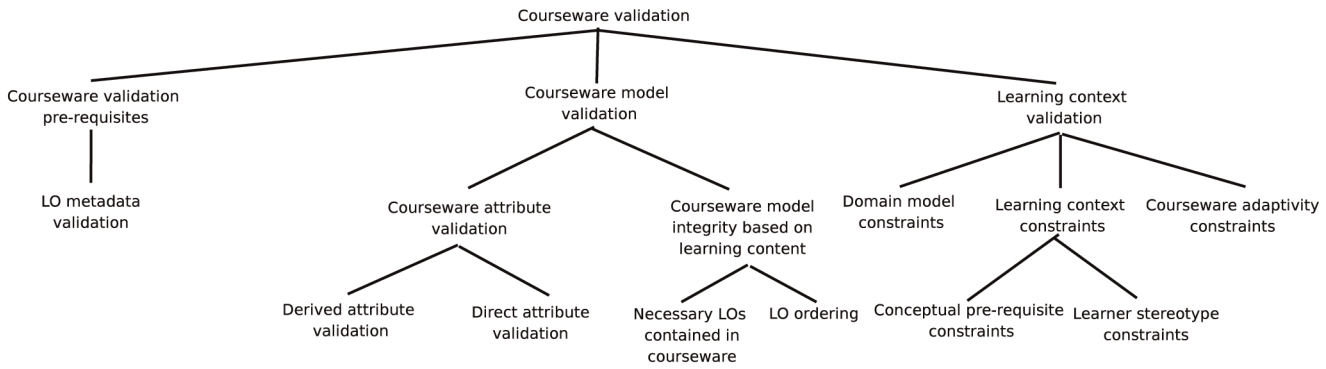 Courseware validation
Courseware validation
pre-requisites
Courseware model
validation
Learning context
validation
LO metadata
validation
Courseware attribute
validation
Courseware model
integrity based on
learning content
Domain model
constraints
Learning context
constraints
Courseware adaptivity
constraints
Derived attribute
validation
Direct attribute
validation
Necessary LOs
contained in
courseware
LO ordering
Conceptual pre-requisite
constraints
Learner stereotype
constraints